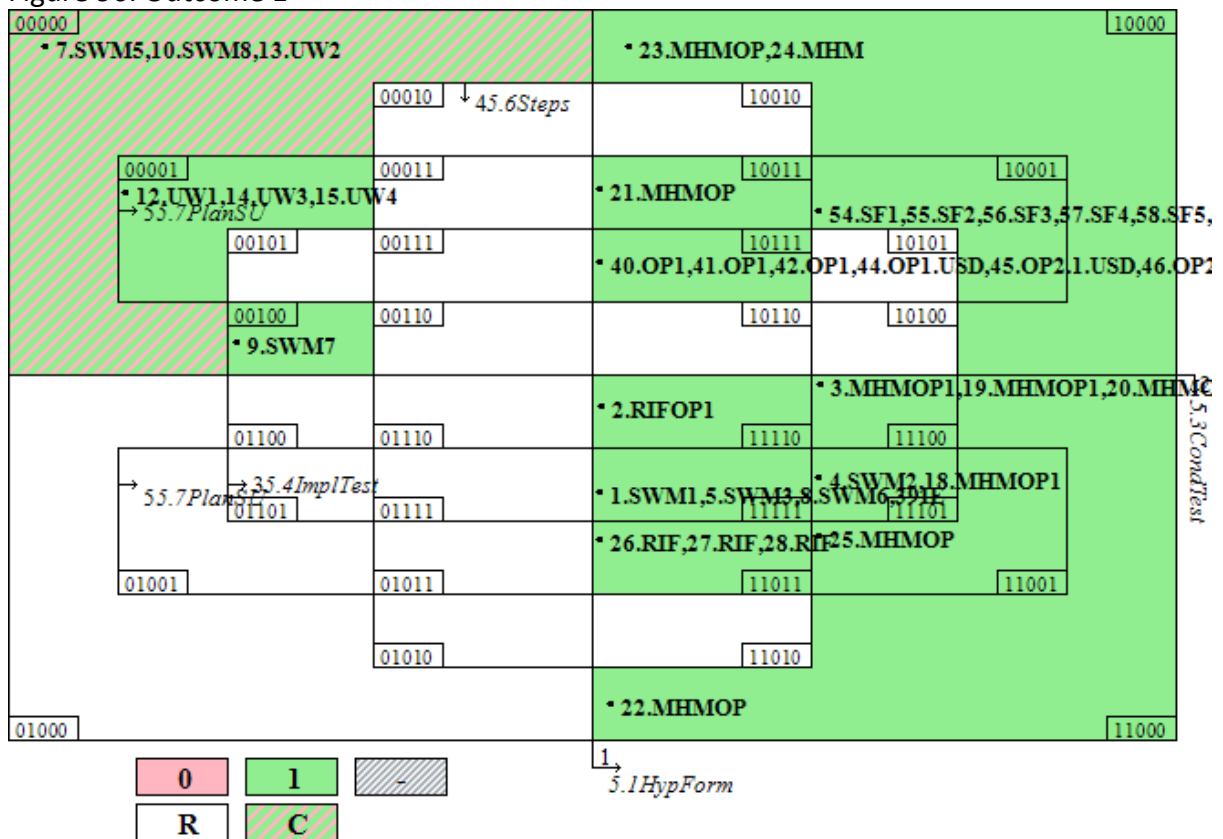 00000
10000
7.SWM5,10.SWM8,13.UW2
23.MHMOP,24.MHM
00010
45.6Steps
10010
00001
00011
10011
10001
12.UW1,14.UW3,15.UW4
21.MHMOP
55.7PlanSU
54.SF1,55.SF2,56.SF3,57.SF4,58.SF5,
00101
00111
10111
10101
40.OP1,41.OP1,42.OP1,44.OP1.USD,45.OP2.1.USD,46.OP2
00100
00110
10110
10100
9.SWM7
3.MHMOP1,19.MHMOP1,20.MHMO
2.RIFOP1
5.3CondTest
01100
01110
11110
11100
55.7PlanSU
35.4ImplTest
1.SWM1,5.SWM3,8.SWM6,391F
4.SWM2,18.MHMOP1
01101
01111
11111
11101
26.RIF,27.RIF,28.RIF
25.MHMOP
01001
01011
11011
11001
01010
11010
22.MHMOP
01000
11000
1
5.1HypForm
0
1
-
R
C